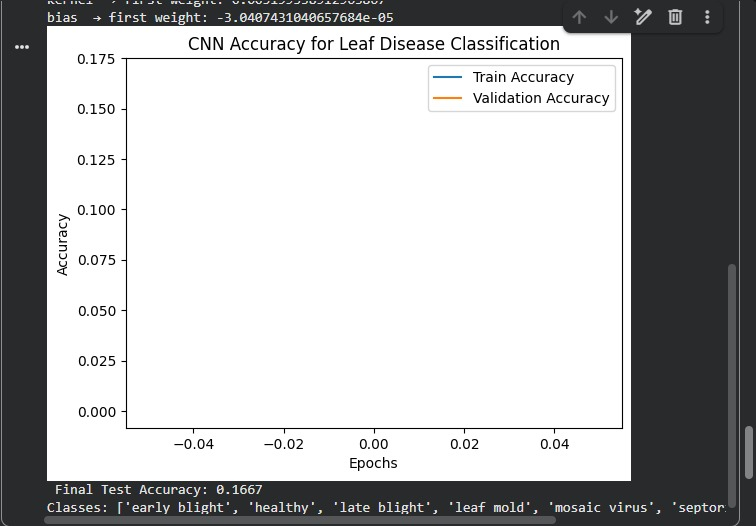 bias → first weight: -3.0407431040657684e-05
CNN Accuracy for Leaf Disease Classification
Train Accuracy
Validation Accuracy
0.175
0.150
0.125
0.100
0.075
0.050
0.025
0.000
Accuracy
−0.04 −0.02 0.00 0.02 0.04
Epochs
Final Test Accuracy: 0.1667
Classes: ['early blight', 'healthy', 'late blight', 'leaf mold', 'mosaic virus', 'septor